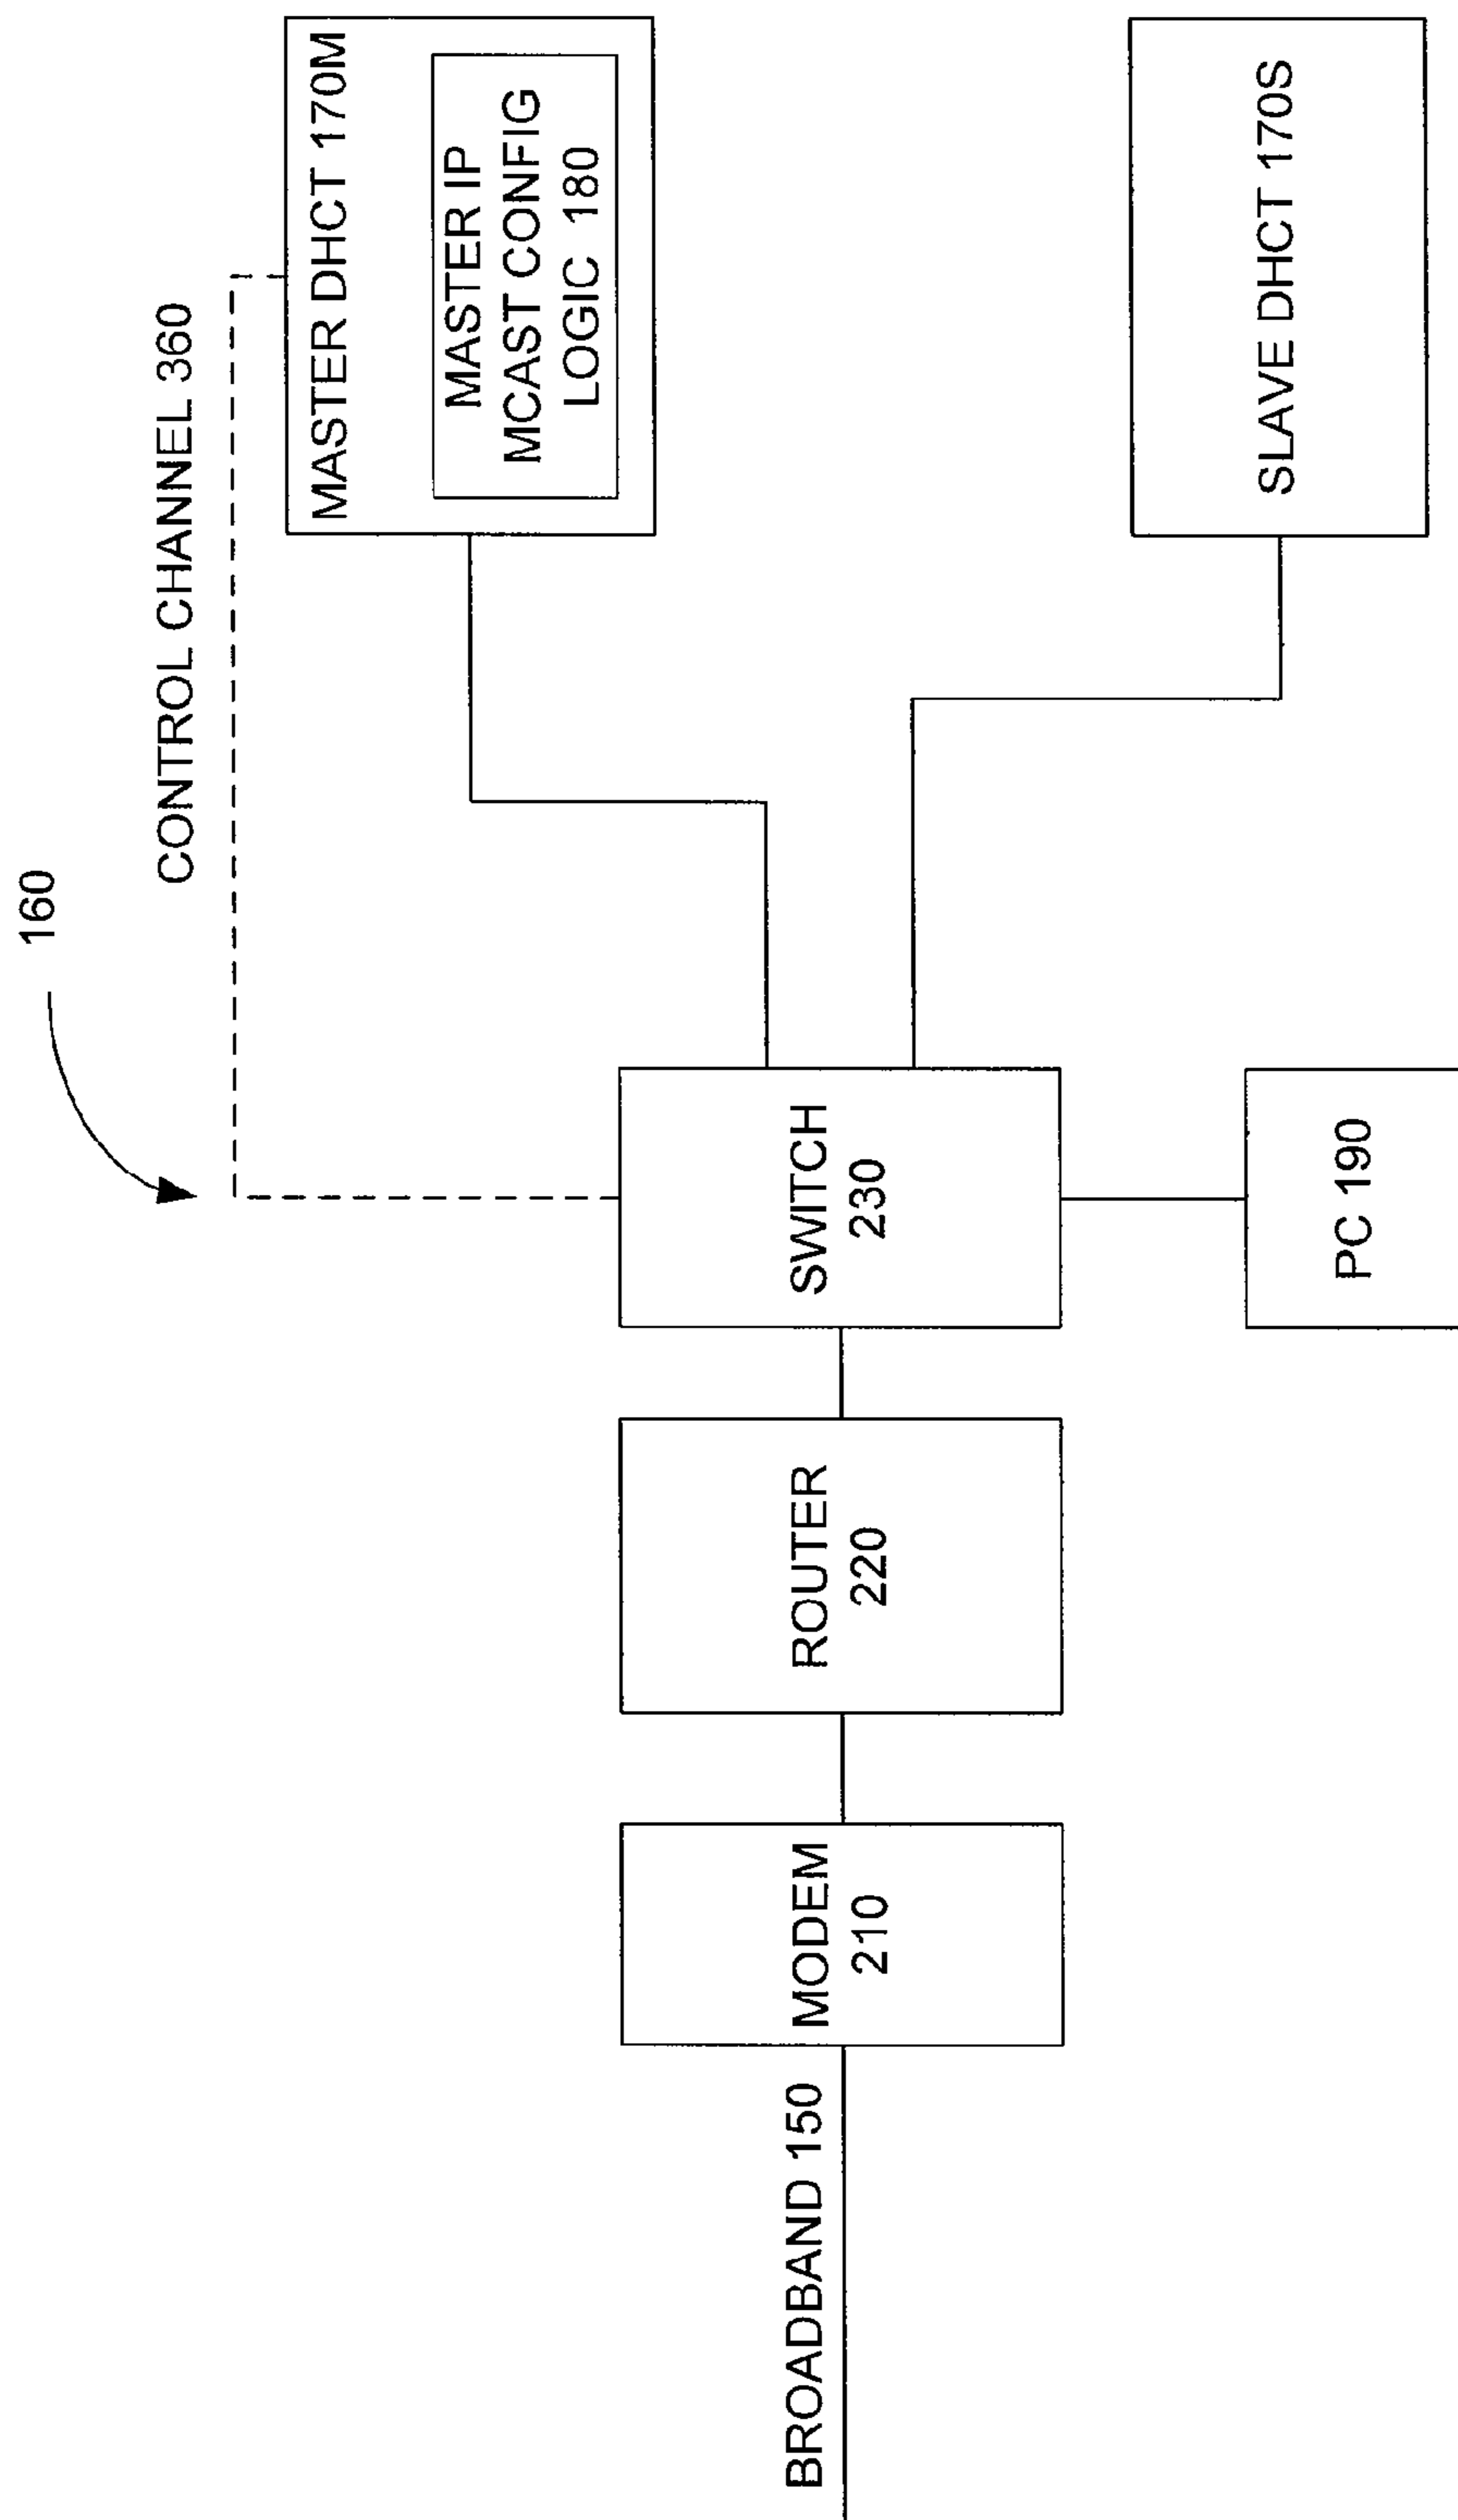 160
CONTROL CHANNEL 360
MASTER DHCT 170M
MASTER IP
MCAST CONFIG
LOGIC 180
BROADBAND 150
MODEM
210
ROUTER
220
SWITCH
230
SLAVE DHCT 170S
PC 190